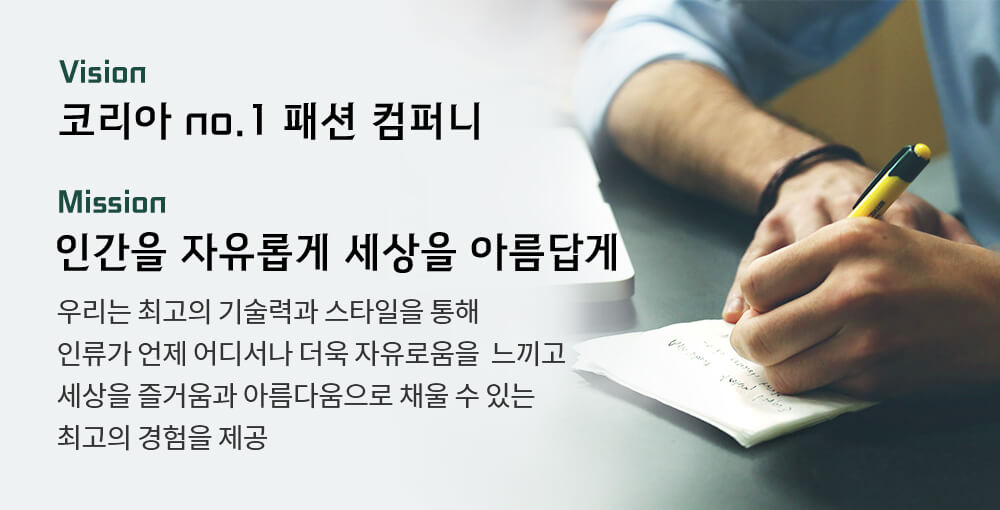 Vision
코리아 no.1 패션 컴퍼니
Mission
인간을 자유롭게 세상을 아름답게
우리는 최고의 기술력과 스타일을 통해
인류가 언제 어디서나 더욱 자유로움을 느끼고
세상을 즐거움과 아름다움으로 채울 수 있는
최고의 경험을 제공